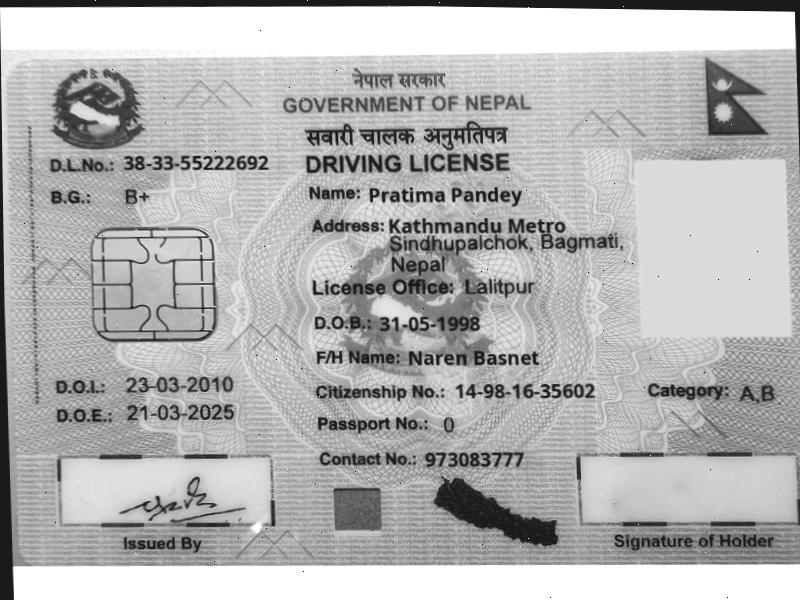 नेपाल सरकार
GOVERNMENT OF NEPAL
सवारी चालक अनुमतिपत्र
DRIVING LICENSE
D.L.No.: 38-33-55222692
B.G.: B+
Name: Pratima Pandey
Address: Kathmandu Metro
Sindhupalchok, Bagmati,
Nepal
License Office: Lalitpur
D.O.B.: 31-05-1998
F/H Name: Naren Basnet
D.O.I.: 23-03-2010
Citizenship No.: 14-98-16-35602
Category: A,B
D.O.E.: 21-03-2025
Passport No.: 0
Contact No.: 973083777
Issued By
Signature of Holder